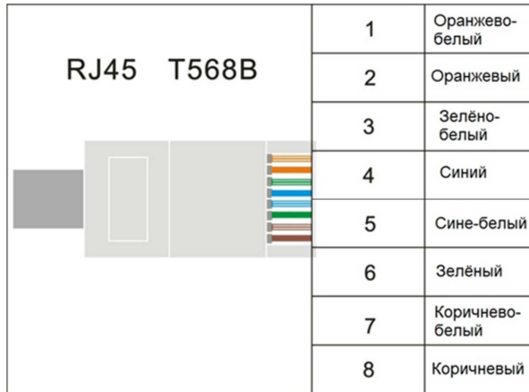 RJ45 T568B
1
Оранжево-
белый
2
Оранжевый
3
Зелёно-
белый
4
Синий
5
Сине-белый
6
Зелёный
7
Коричнево-
белый
8
Коричневый